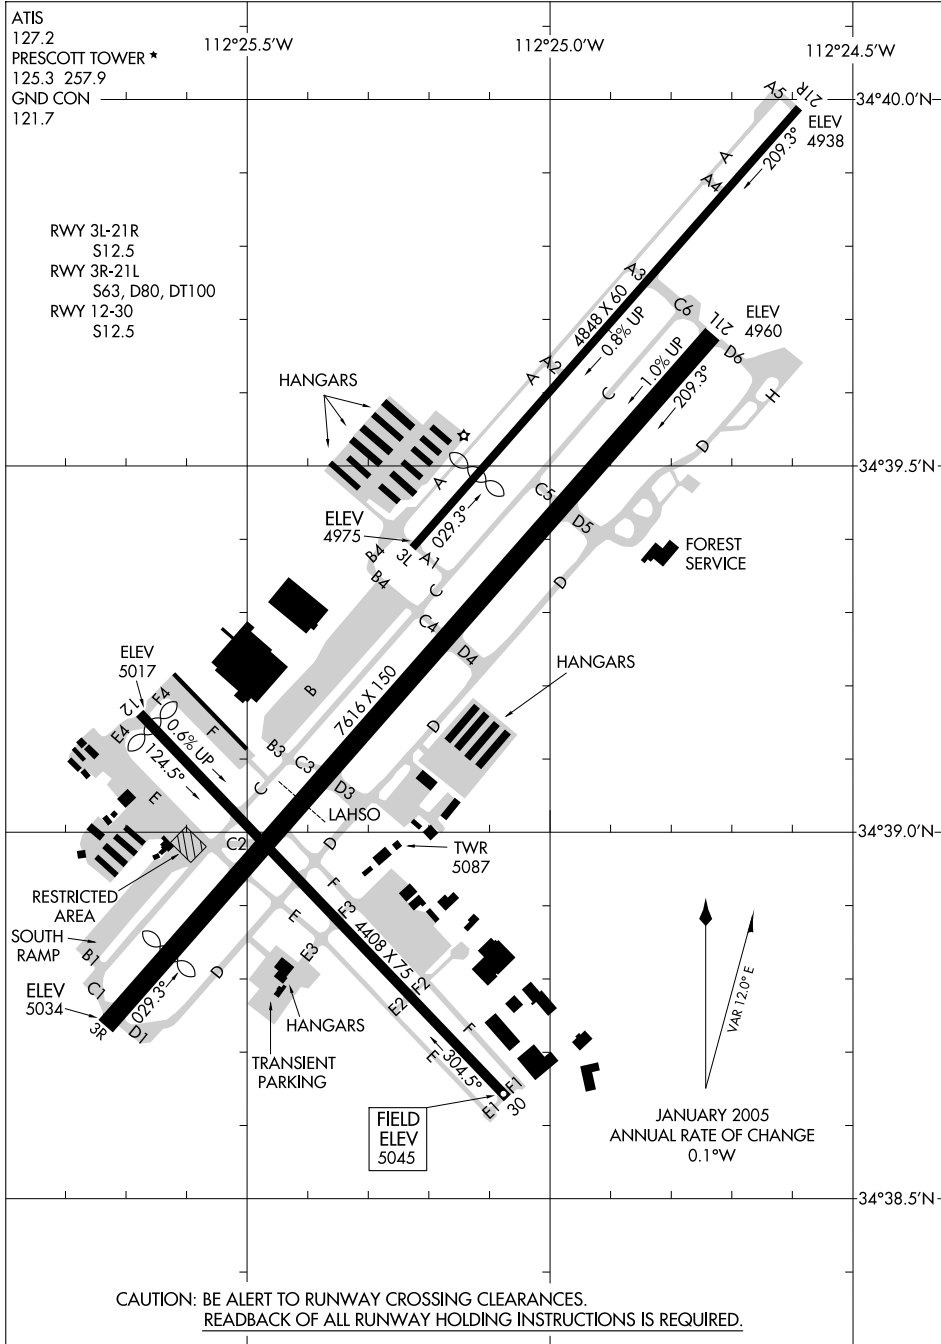 ATIS
127.2
PRESCOTT TOWER *
125.3 257.9
GND CON
121.7
112°25.5'W
112°25.0'W
112°24.5'W
34°40.0'N
A5
21R
ELEV
4938
209.3°
A
A4
RWY 3L-21R
S12.5
RWY 3R-21L
S63, D80, DT100
RWY 12-30
S12.5
A3
C6
4848 X 60
0.8% UP
21L
ELEV
4960
D6
1.0% UP
209.3°
A2
A
C
H
D
HANGARS
34°39.5'N
A
C5
D5
ELEV
4975
029.3°
3L
A1
B4
B4
C
D
FOREST
SERVICE
C4
D4
HANGARS
ELEV
5017
12
F4
E4
0.6% UP
124.5°
F
B
7616 X 150
D
B3
C3
D3
C
E
LAHSO
34°39.0'N
C2
D
TWR
5087
RESTRICTED
AREA
F
F3
E
E3
4408 X 75
SOUTH
RAMP
B1
C1
029.3°
D
ELEV
5034
3R
D1
HANGARS
TRANSIENT
PARKING
F2
E2
F
E
304.5°
F1
E1
30
FIELD
ELEV
5045
VAR 12.0° E
JANUARY 2005
ANNUAL RATE OF CHANGE
0.1°W
34°38.5'N
CAUTION: BE ALERT TO RUNWAY CROSSING CLEARANCES.
READBACK OF ALL RUNWAY HOLDING INSTRUCTIONS IS REQUIRED.